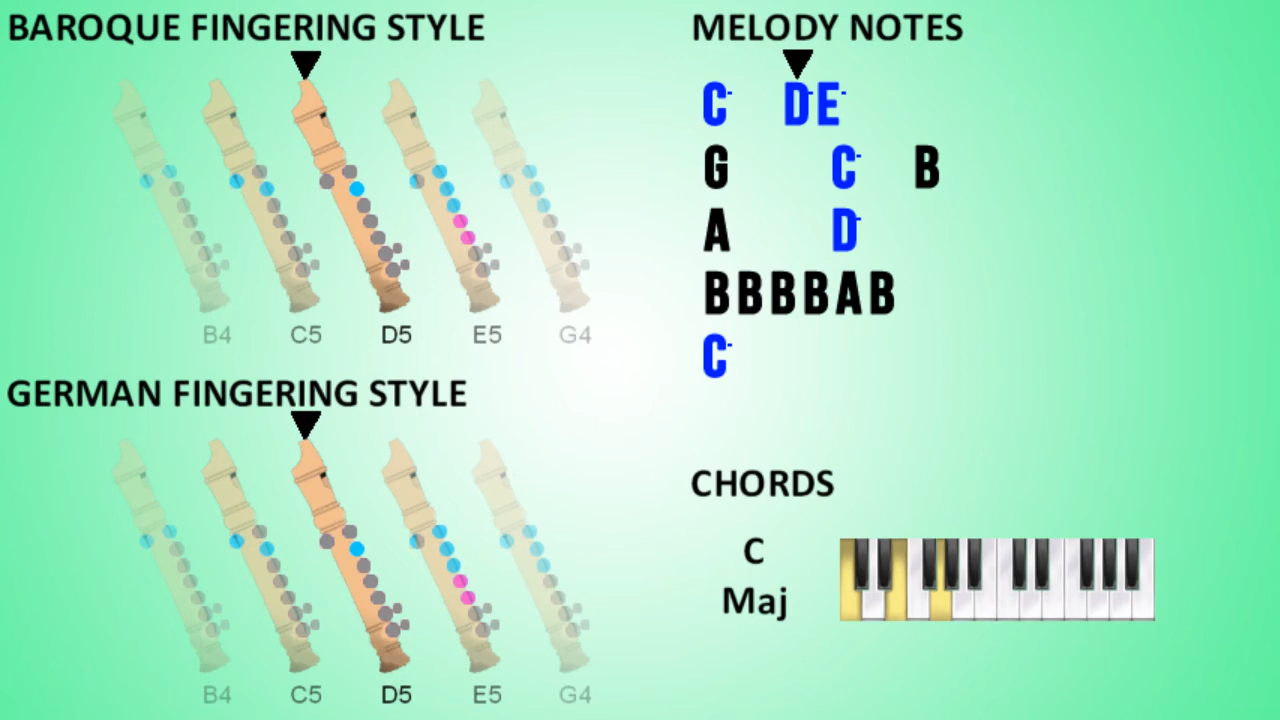 BAROQUE FINGERING STYLE
B4 C5 D5 E5 G4
GERMAN FINGERING STYLE
B4 C5 D5 E5 G4
MELODY NOTES
C- D-E-
G C- B
A D-
BBBBAB
C-
CHORDS
C
Maj